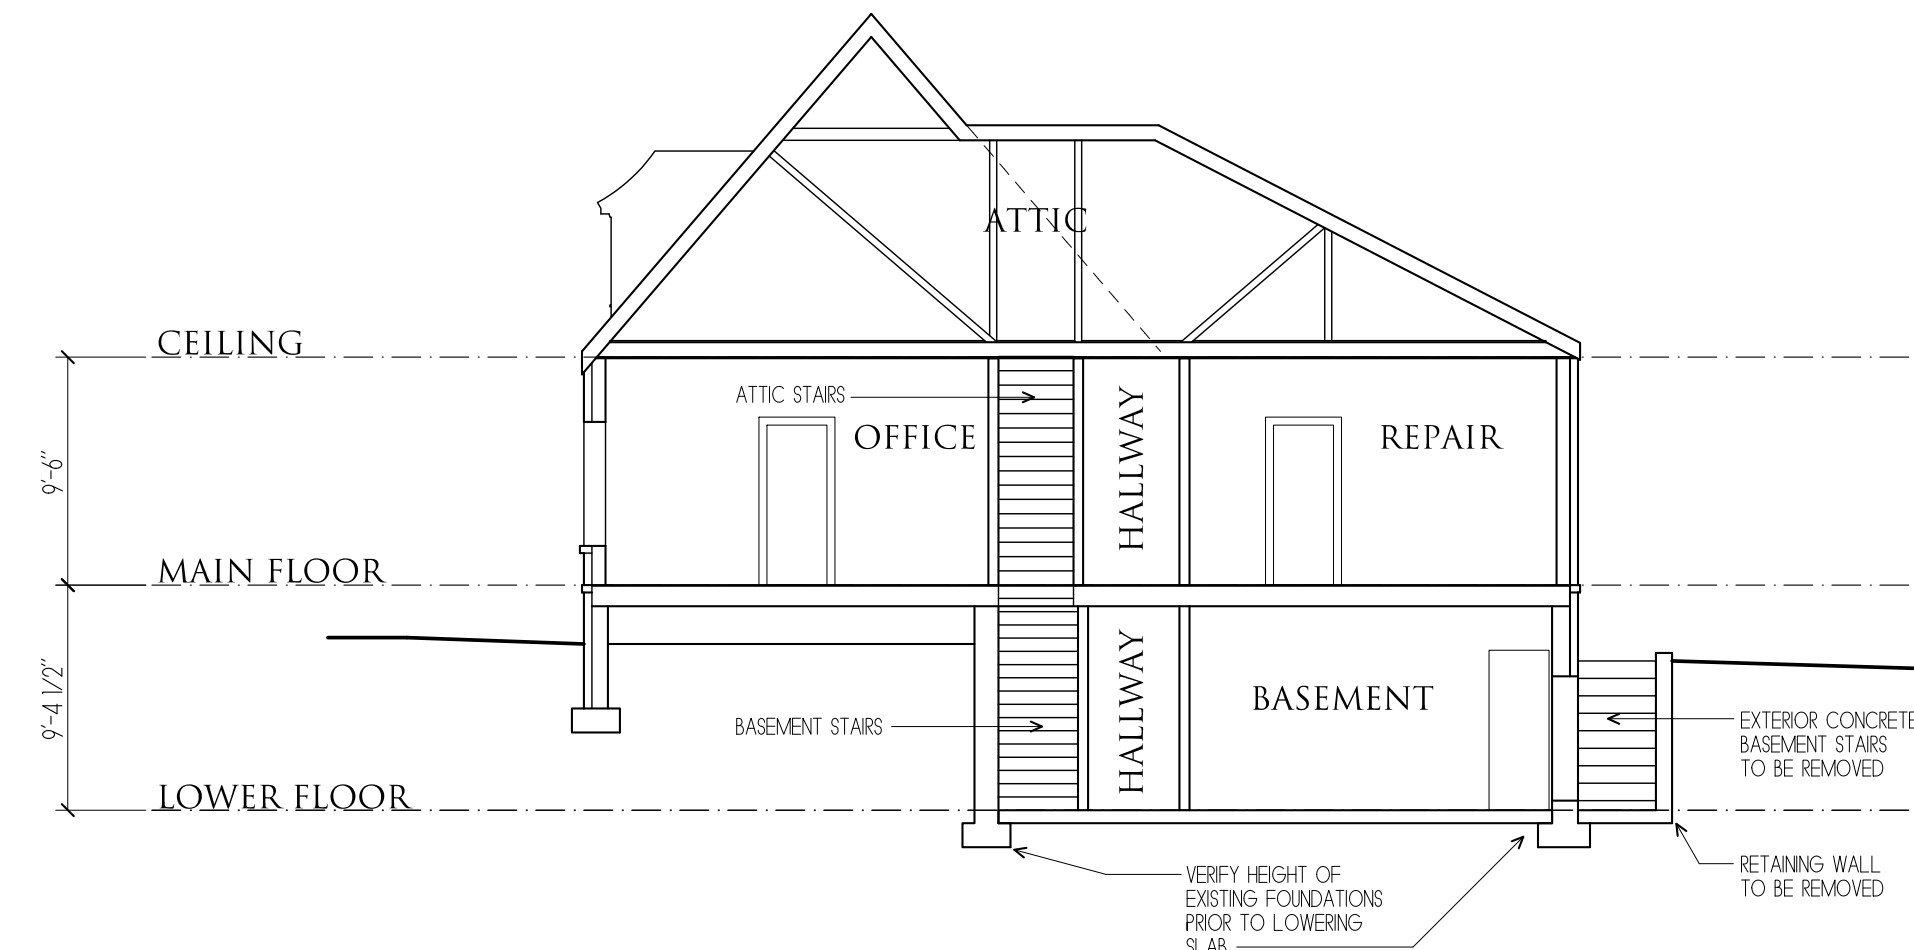 ATTIC
CEILING
ATTIC STAIRS
OFFICE
HALLWAY
REPAIR
9'-6"
MAIN FLOOR
9'-4 1/2"
BASEMENT STAIRS
HALLWAY
BASEMENT
EXTERIOR CONCRETE
BASEMENT STAIRS
TO BE REMOVED
LOWER FLOOR
VERIFY HEIGHT OF
EXISTING FOUNDATIONS
PRIOR TO LOWERING
SLAB
RETAINING WALL
TO BE REMOVED